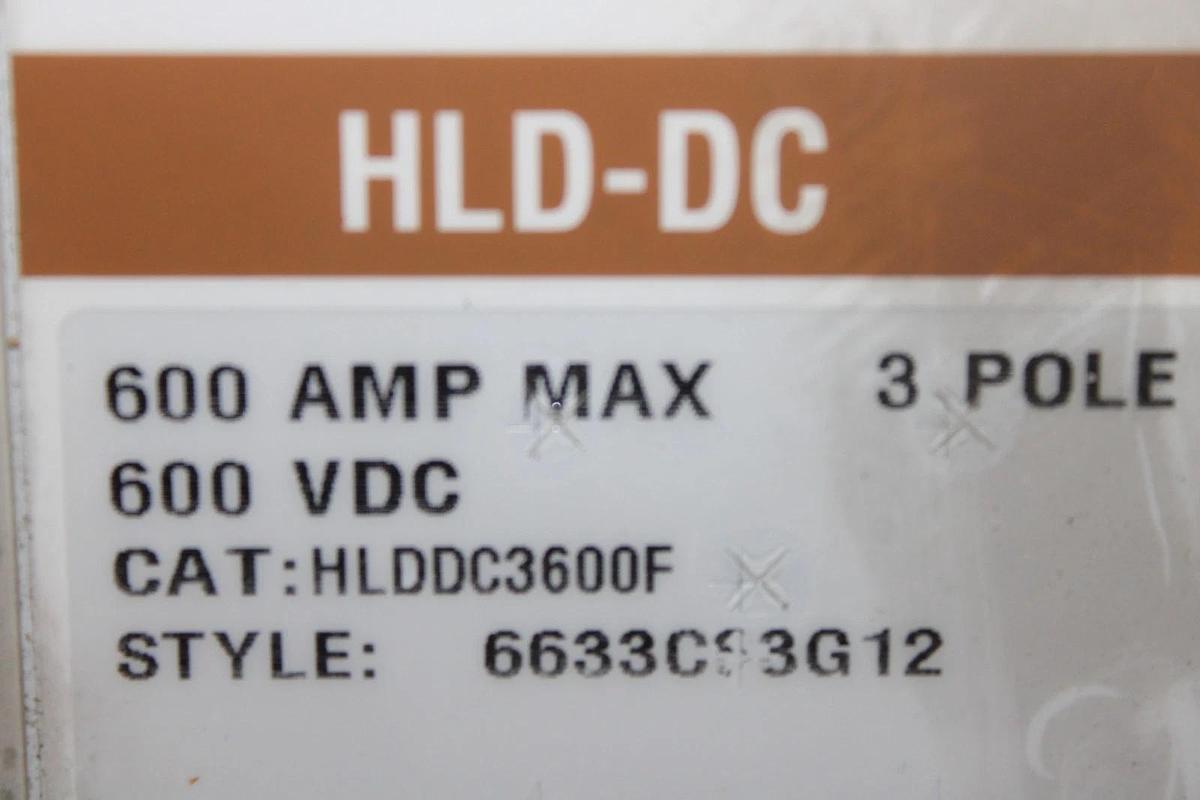 HLD-DC
600 AMP MAX 3 POLE
600 VDC
CAT:HLDDC3600F
STYLE: